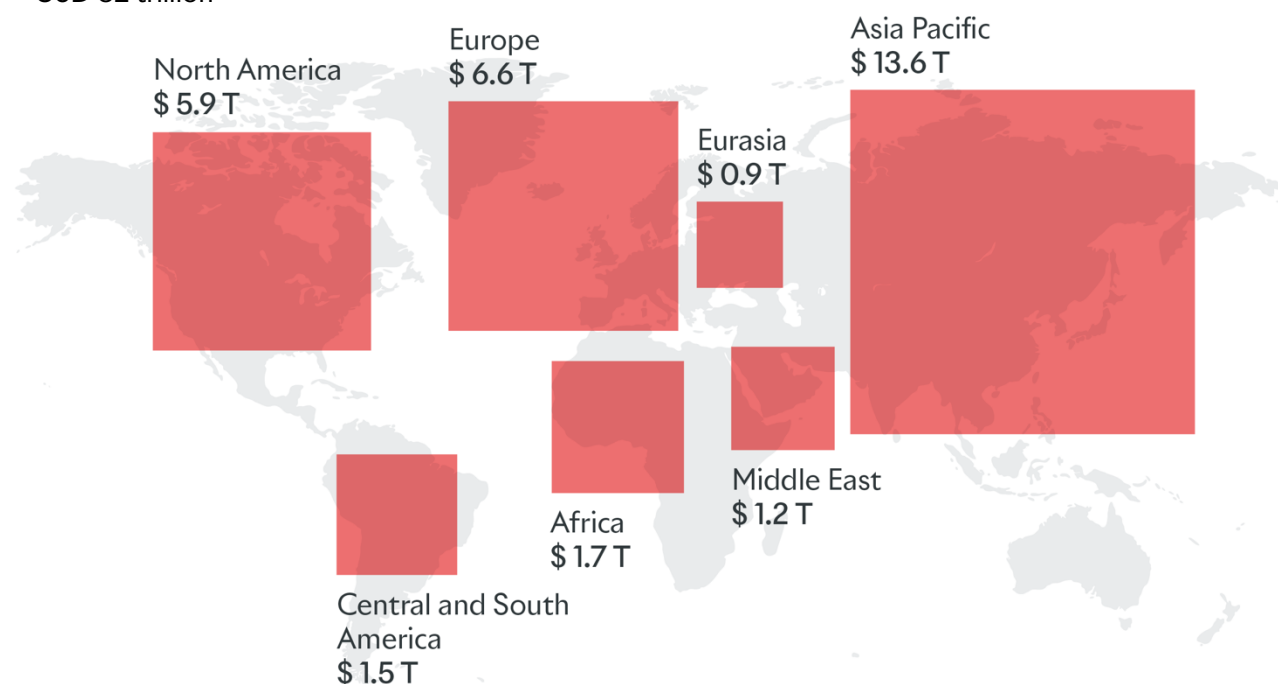 North America
$ 5.9 T
Europe
$ 6.6 T
Asia Pacific
$ 13.6 T
Eurasia
$ 0.9 T
Middle East
$ 1.2 T
Africa
$ 1.7 T
Central and South
America
$ 1.5 T